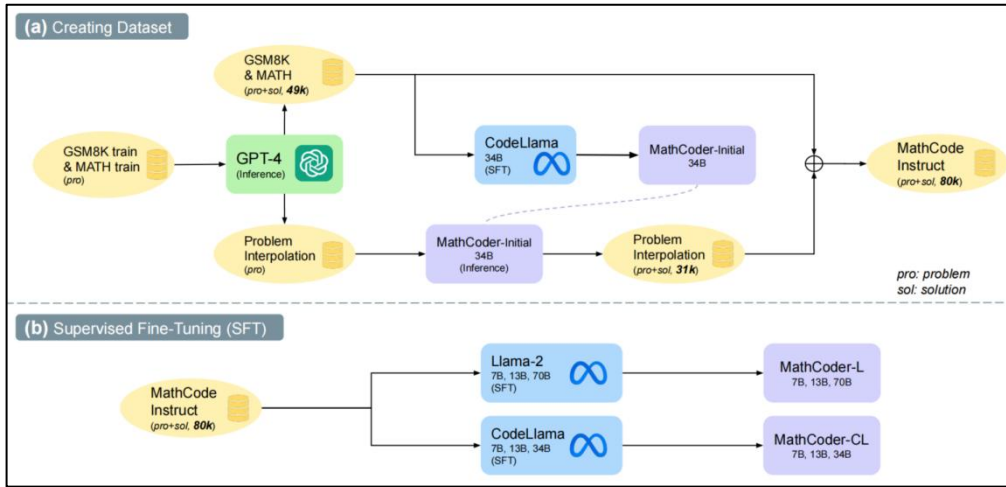 (a) Creating Dataset
GSM8K
& MATH
(pro+sol, 49k)
GSM8K train
& MATH train
(pro)
GPT-4
(Inference)
CodeLlama
34B
(SFT)
MathCoder-Initial
34B
MathCode
Instruct
(pro+sol, 80k)
Problem
Interpolation
(pro)
MathCoder-Initial
34B
(Inference)
Problem
Interpolation
(pro+sol, 31k)
pro: problem
sol: solution
(b) Supervised Fine-Tuning (SFT)
MathCode
Instruct
(pro+sol, 80k)
Llama-2
7B, 13B, 70B
(SFT)
MathCoder-L
7B, 13B, 70B
CodeLlama
7B, 13B, 34B
(SFT)
MathCoder-CL
7B, 13B, 34B